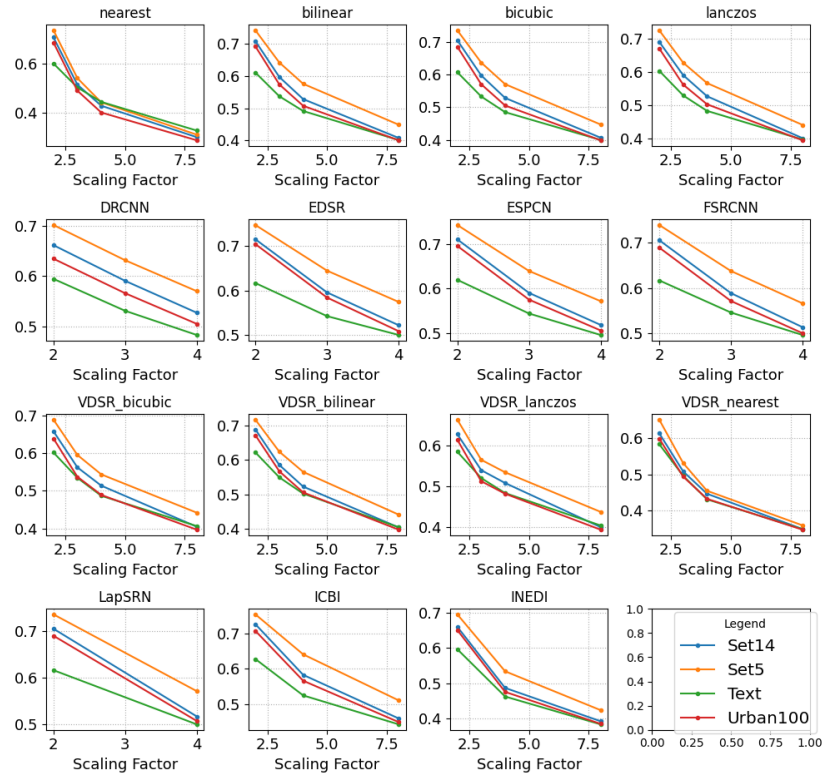 nearest bilinear bicubic lanczos
0.6 0.4
0.7 0.6 0.5 0.4
0.7 0.6 0.5 0.4
0.7 0.6 0.5 0.4
2.5 5.0 7.5 2.5 5.0 7.5 2.5 5.0 7.5 2.5 5.0 7.5
Scaling Factor Scaling Factor Scaling Factor Scaling Factor
DRCNN EDSR ESPCN FSRCNN
0.7 0.6 0.5
0.7 0.6 0.5
0.7 0.6 0.5
0.7 0.6 0.5
2 3 4 2 3 4 2 3 4 2 3 4
Scaling Factor Scaling Factor Scaling Factor Scaling Factor
VDSR_bicubic VDSR_bilinear VDSR_lanczos VDSR_nearest
0.7 0.6 0.5 0.4
0.7 0.6 0.5 0.4
0.6 0.5 0.4
0.6 0.5 0.4
2.5 5.0 7.5 2.5 5.0 7.5 2.5 5.0 7.5 2.5 5.0 7.5
Scaling Factor Scaling Factor Scaling Factor Scaling Factor
LapSRN ICBI INEDI
0.7 0.6 0.5
0.7 0.6 0.5
0.7 0.6 0.5 0.4
1.0 0.8 0.6 0.4 0.2 0.0
Legend
Set14
Set5
Text
Urban100
2 3 4 2.5 5.0 7.5 2.5 5.0 7.5 0.00 0.25 0.50 0.75 1.00
Scaling Factor Scaling Factor Scaling Factor